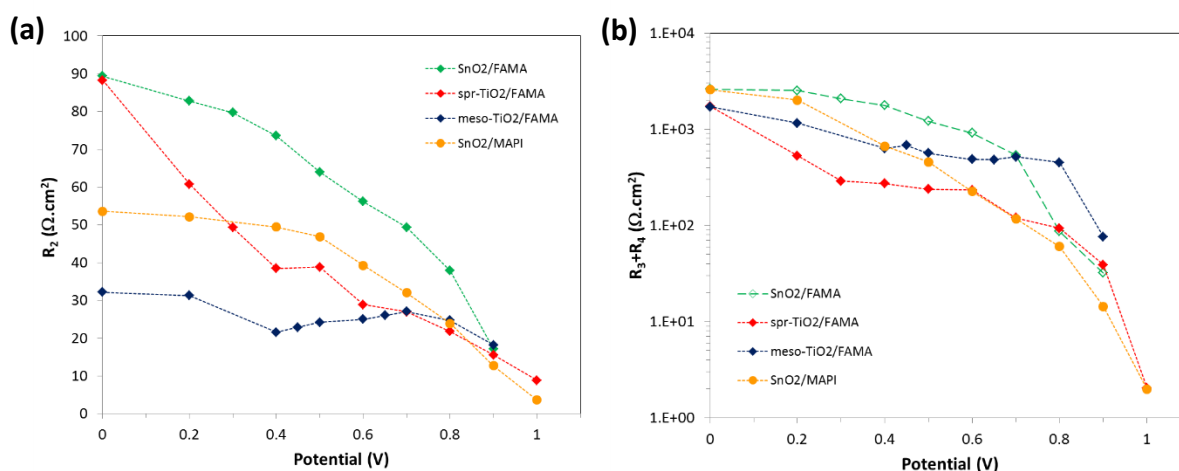 (a)
100
90
80
70
60
50
40
30
20
10
0
R2 (Ω.cm²)
SnO2/FAMA
spr-TiO2/FAMA
meso-TiO2/FAMA
SnO2/MAPI
0 0.2 0.4 0.6 0.8 1
Potential (V)
(b)
1.E+04
1.E+03
1.E+02
1.E+01
1.E+00
R3+R4 (Ω.cm²)
SnO2/FAMA
spr-TiO2/FAMA
meso-TiO2/FAMA
SnO2/MAPI
0 0.2 0.4 0.6 0.8 1
Potential (V)